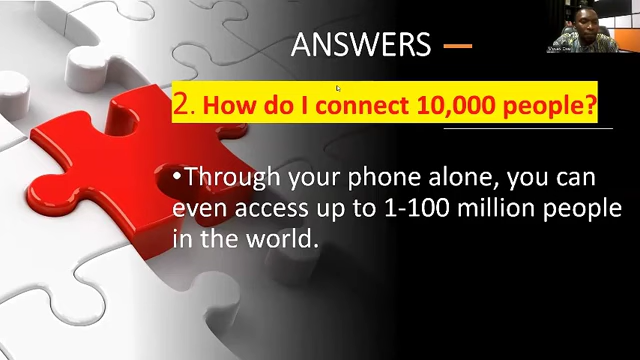 ANSWERS –
2. How do I connect 10,000 people?
•Through your phone alone, you can
even access up to 1-100 million people
in the world.